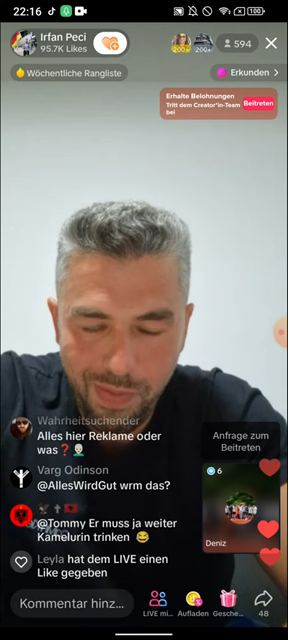 22:16
100
Irfan Peci
95.7K Likes
200+
594
Wöchentliche Rangliste
Erkunden >
Erhalte Belohnungen
Tritt dem Creator*in-Team
bei
Beitreten
Wahrheitsuchender
Alles hier Reklame oder
was❓
Varg Odinson
@AllesWirdGut wrm das?
@Tommy Er muss ja weiter
Kamelurin trinken 😂
Leyla hat dem LIVE einen
Like gegeben
Anfrage zum
Beitreten
6
Deniz
Kommentar hinz...
LIVE mi...
Aufladen
Gesche...
48